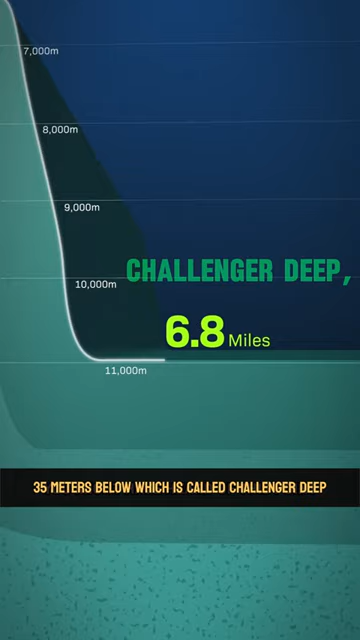 7,000m
8,000m
9,000m
CHALLENGER DEEP,
10,000m
6.8 Miles
11,000m
35 METERS BELOW WHICH IS CALLED CHALLENGER DEEP